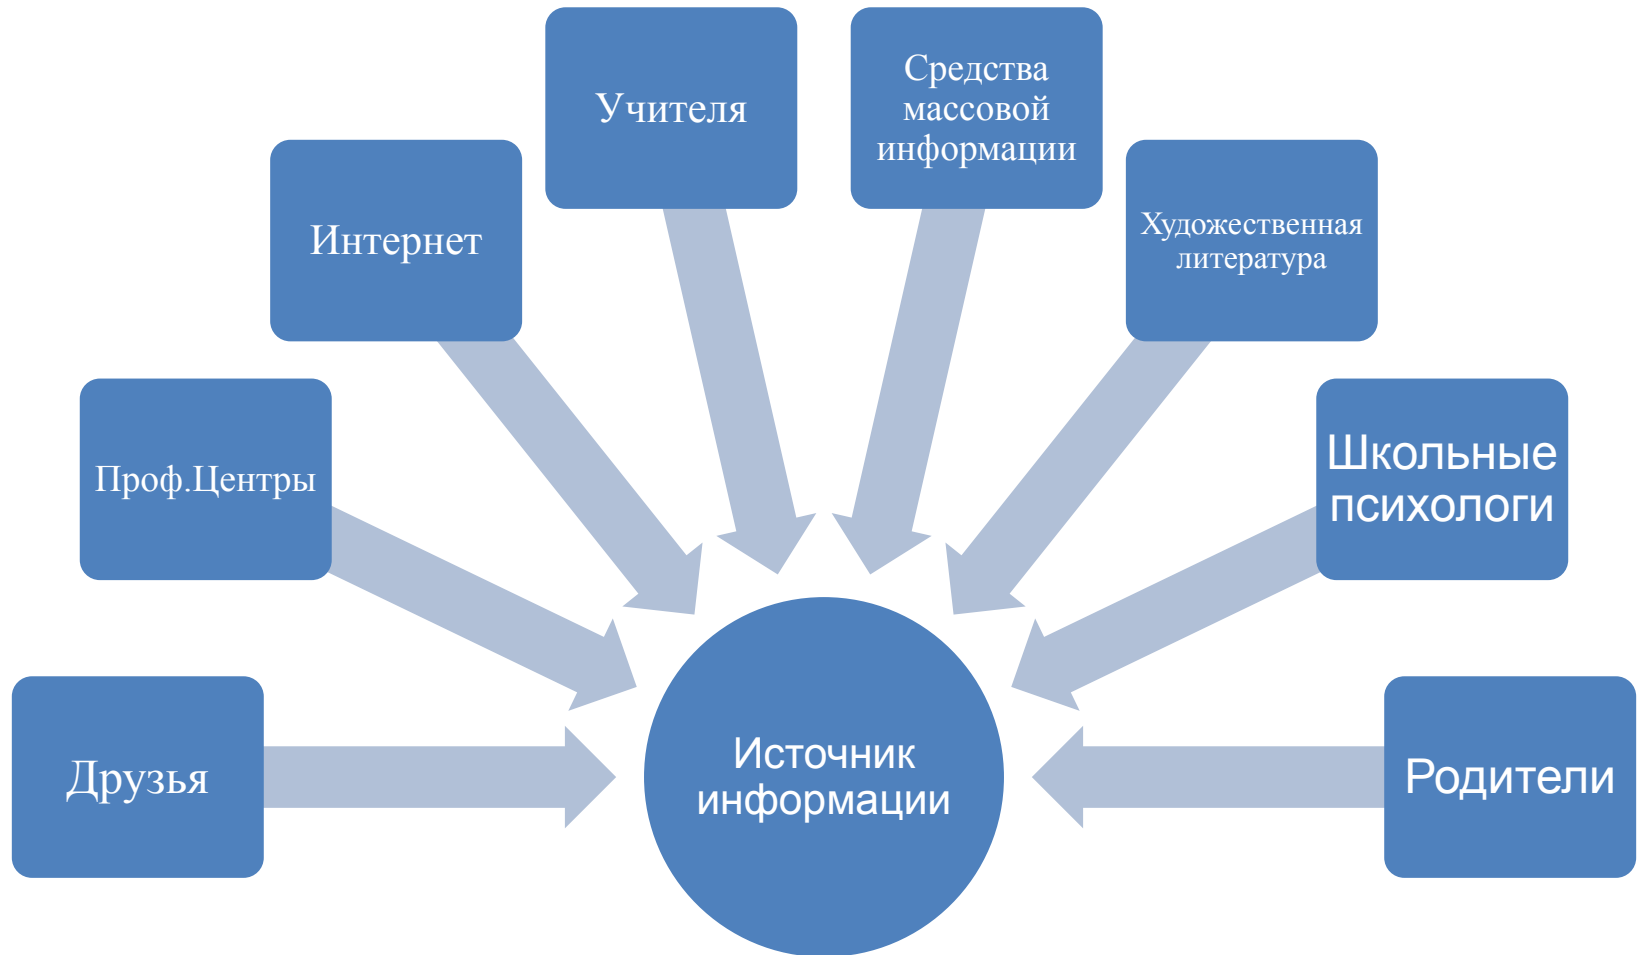 Учителя
Средства
массовой
информации
Интернет
Художественная
литература
Проф.Центры
Школьные
психологи
Друзья
Источник
информации
Родители